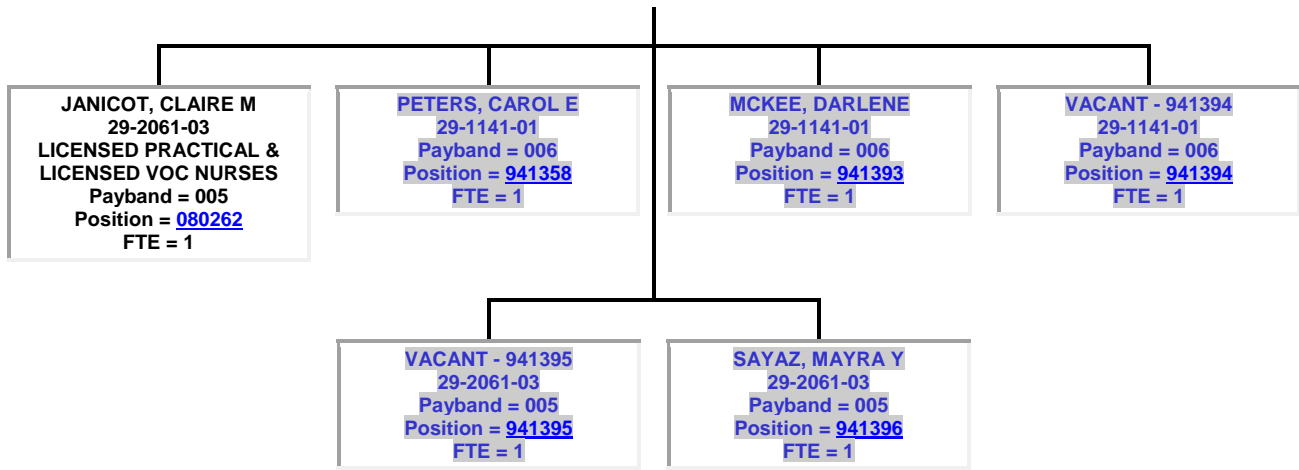 JANICOT, CLAIRE M
29-2061-03
LICENSED PRACTICAL &
LICENSED VOC NURSES
Payband = 005
Position = 080262
FTE = 1
PETERS, CAROL E
29-1141-01
Payband = 006
Position = 941358
FTE = 1
MCKEE, DARLENE
29-1141-01
Payband = 006
Position = 941393
FTE = 1
VACANT - 941394
29-1141-01
Payband = 006
Position = 941394
FTE = 1
VACANT - 941395
29-2061-03
Payband = 005
Position = 941395
FTE = 1
SAYAZ, MAYRA Y
29-2061-03
Payband = 005
Position = 941396
FTE = 1